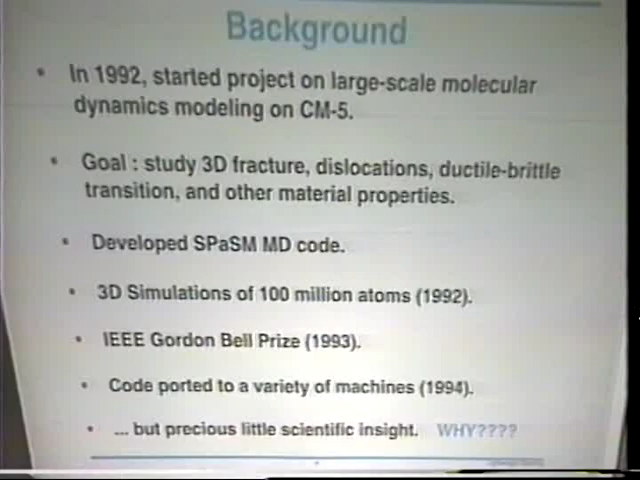 Background
• In 1992, started project on large-scale molecular
dynamics modeling on CM-5.
• Goal : study 3D fracture, dislocations, ductile-brittle
transition, and other material properties.
• Developed SPaSM MD code.
• 3D Simulations of 100 million atoms (1992).
• IEEE Gordon Bell Prize (1993).
• Code ported to a variety of machines (1994).
• ... but precious little scientific insight. WHY????